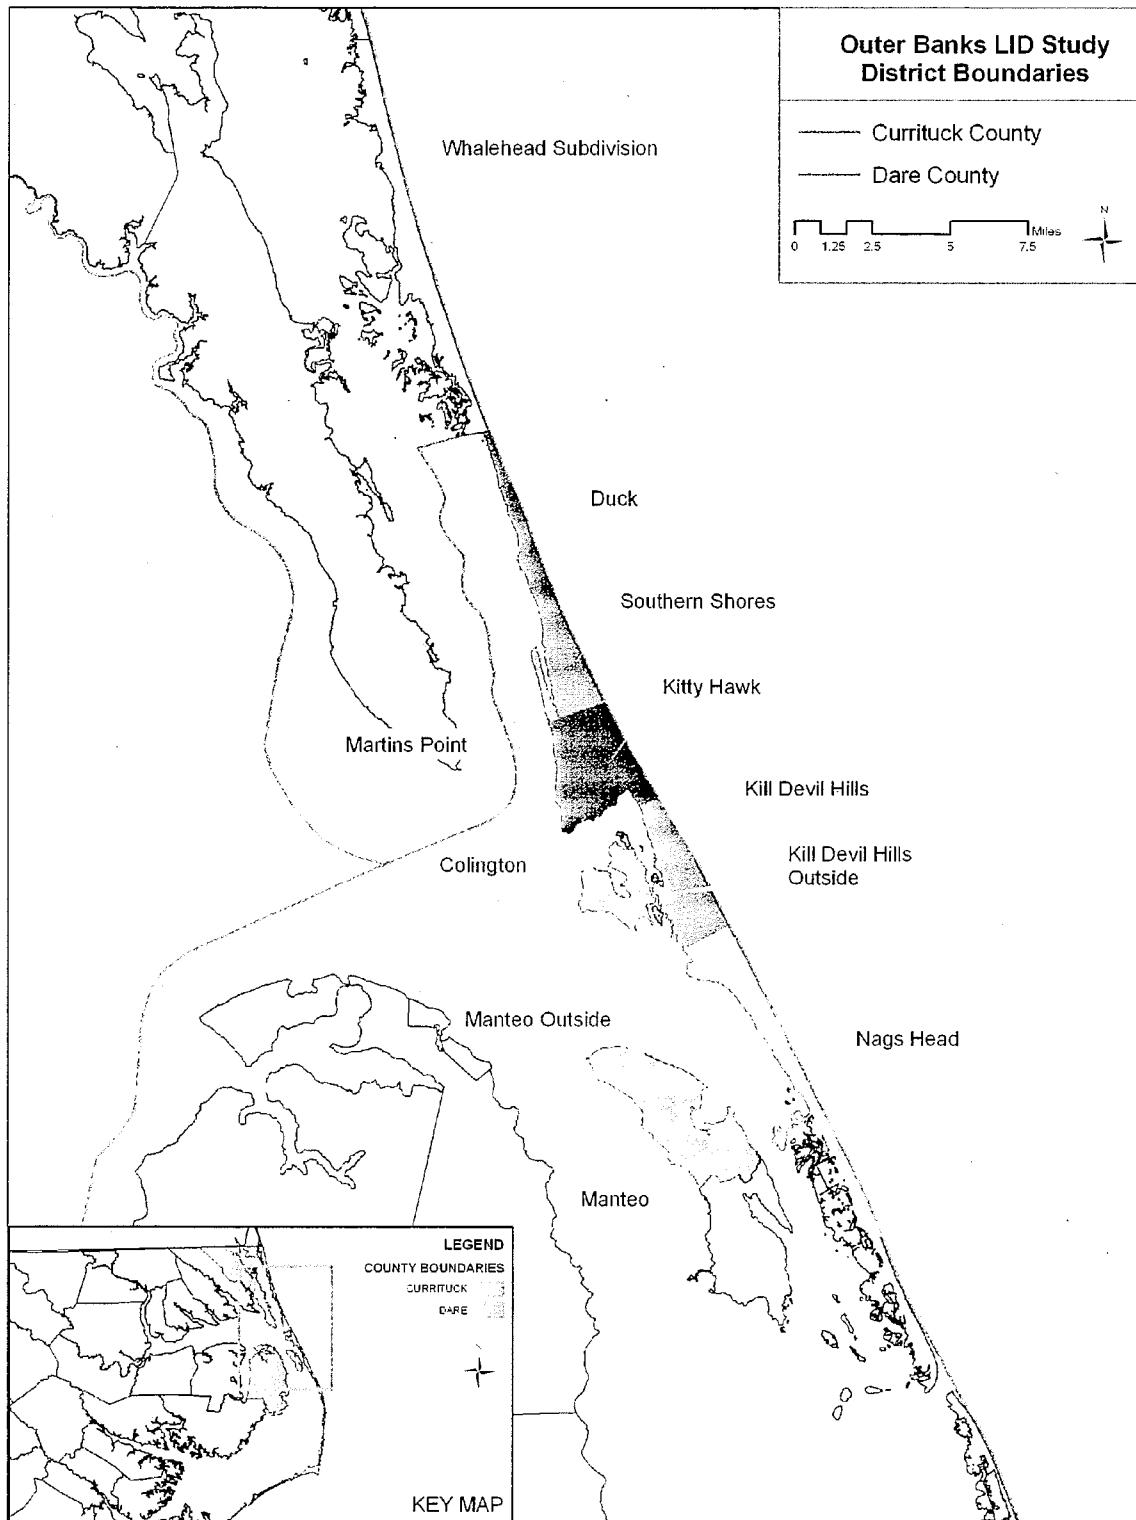 Outer Banks LID Study
District Boundaries
Currituck County
Dare County
N
0 1.25 2.5 5 7.5 Miles
Whalehead Subdivision
Duck
Southern Shores
Kitty Hawk
Martins Point
Kill Devil Hills
Kill Devil Hills
Outside
Colington
Manteo Outside
Nags Head
Manteo
LEGEND
COUNTY BOUNDARIES
CURRITUCK
DARE
KEY MAP